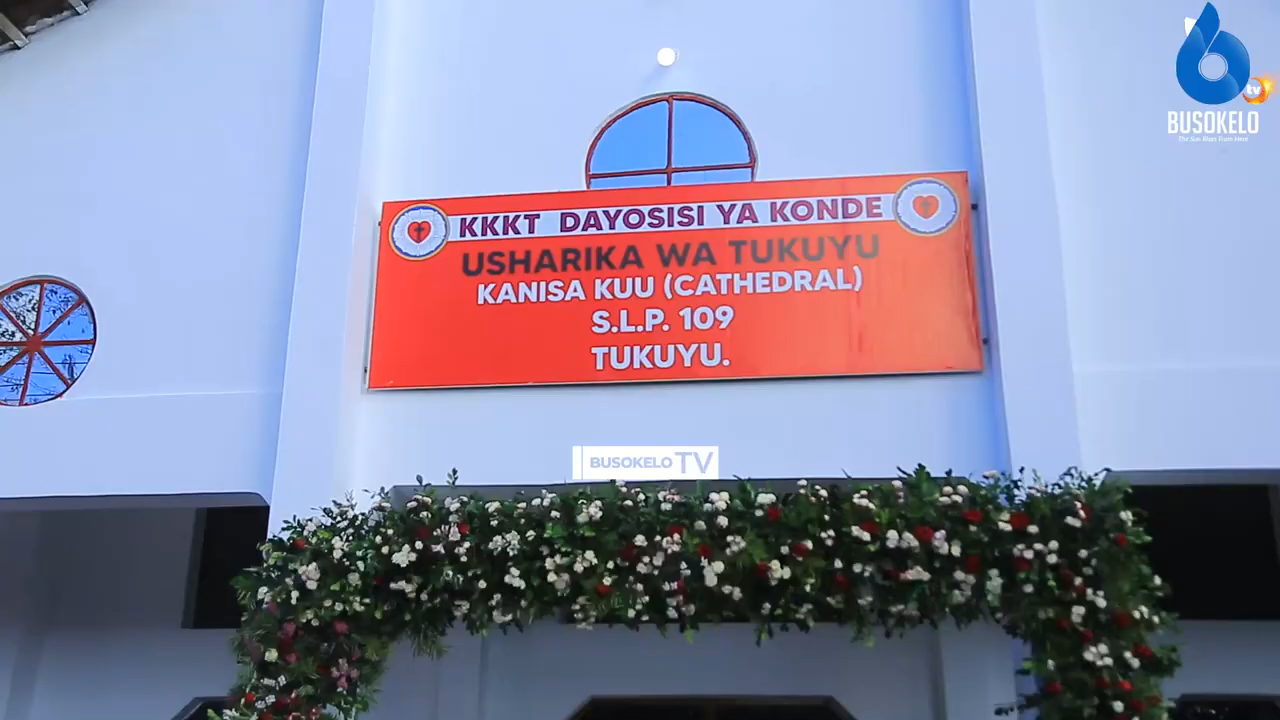 tv
BUSOKELO
The Sun Rises From Here
KKKT DAYOSISI YA KONDE
USHARIKA WA TUKUYU
KANISA KUU (CATHEDRAL)
S.L.P. 109
TUKUYU.
BUSOKELO TV